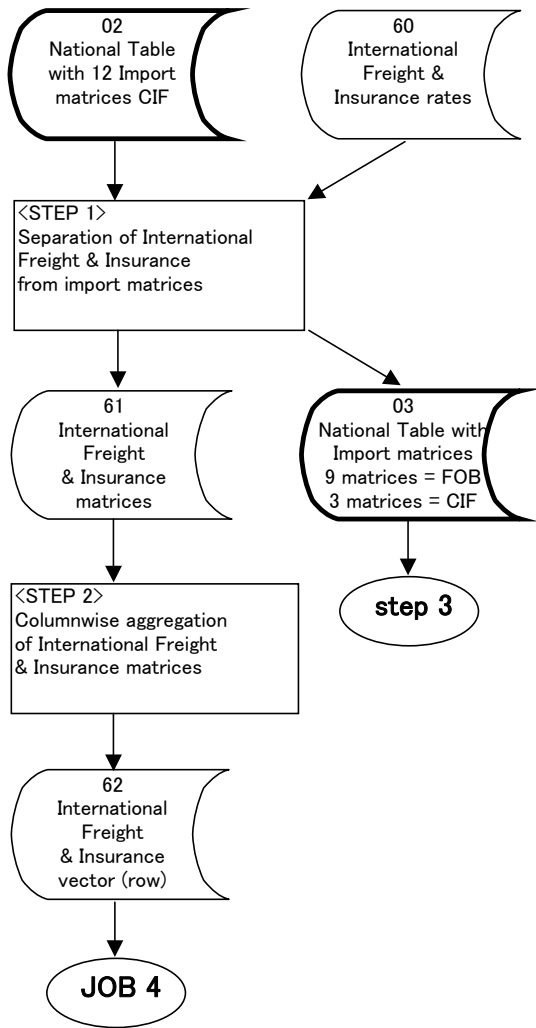 02
National Table
with 12 Import
matrices CIF
60
International
Freight &
Insurance rates
<STEP 1>
Separation of International
Freight & Insurance
from import matrices
61
International
Freight
& Insurance
matrices
03
National Table with
Import matrices
9 matrices = FOB
3 matrices = CIF
<STEP 2>
Columnwise aggregation
of International Freight
& Insurance matrices
step 3
62
International
Freight
& Insurance
vector (row)
JOB 4